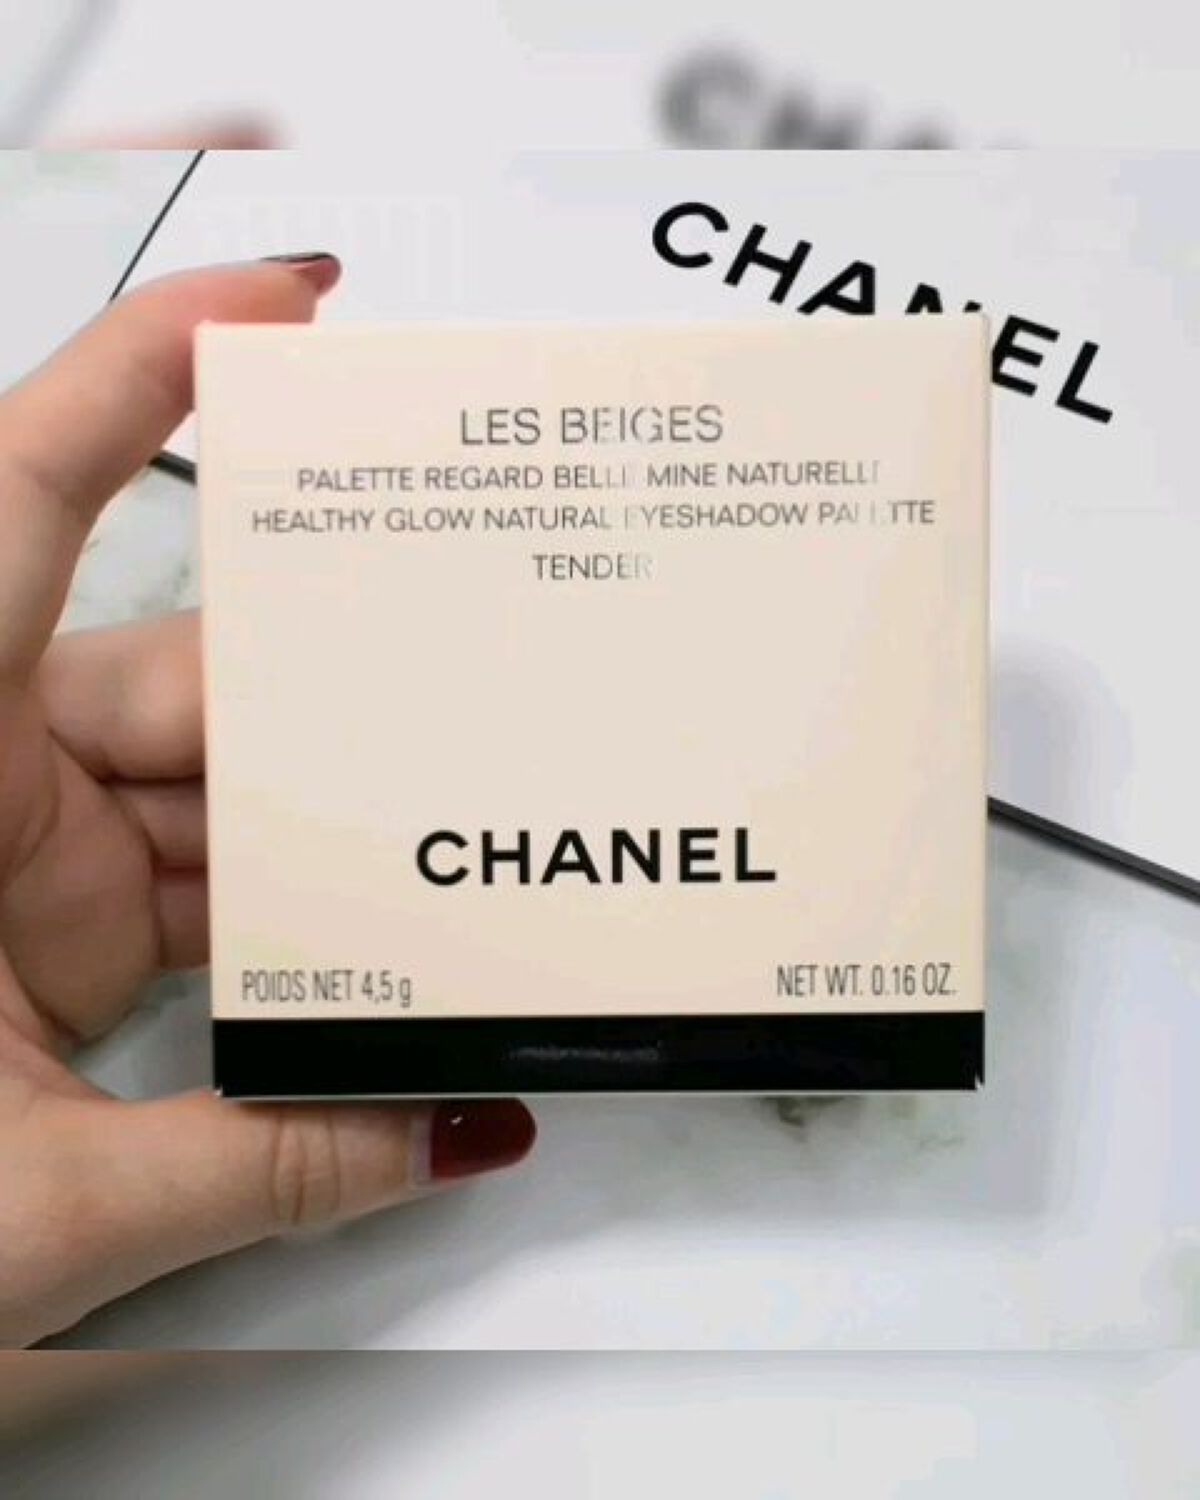 CHANEL
LES BEIGES
PALETTE REGARD BELLE MINE NATURELLE
HEALTHY GLOW NATURAL EYESHADOW PALETTE
TENDER
CHANEL
POIDS NET 4,5 g
NET WT. 0.16 OZ.